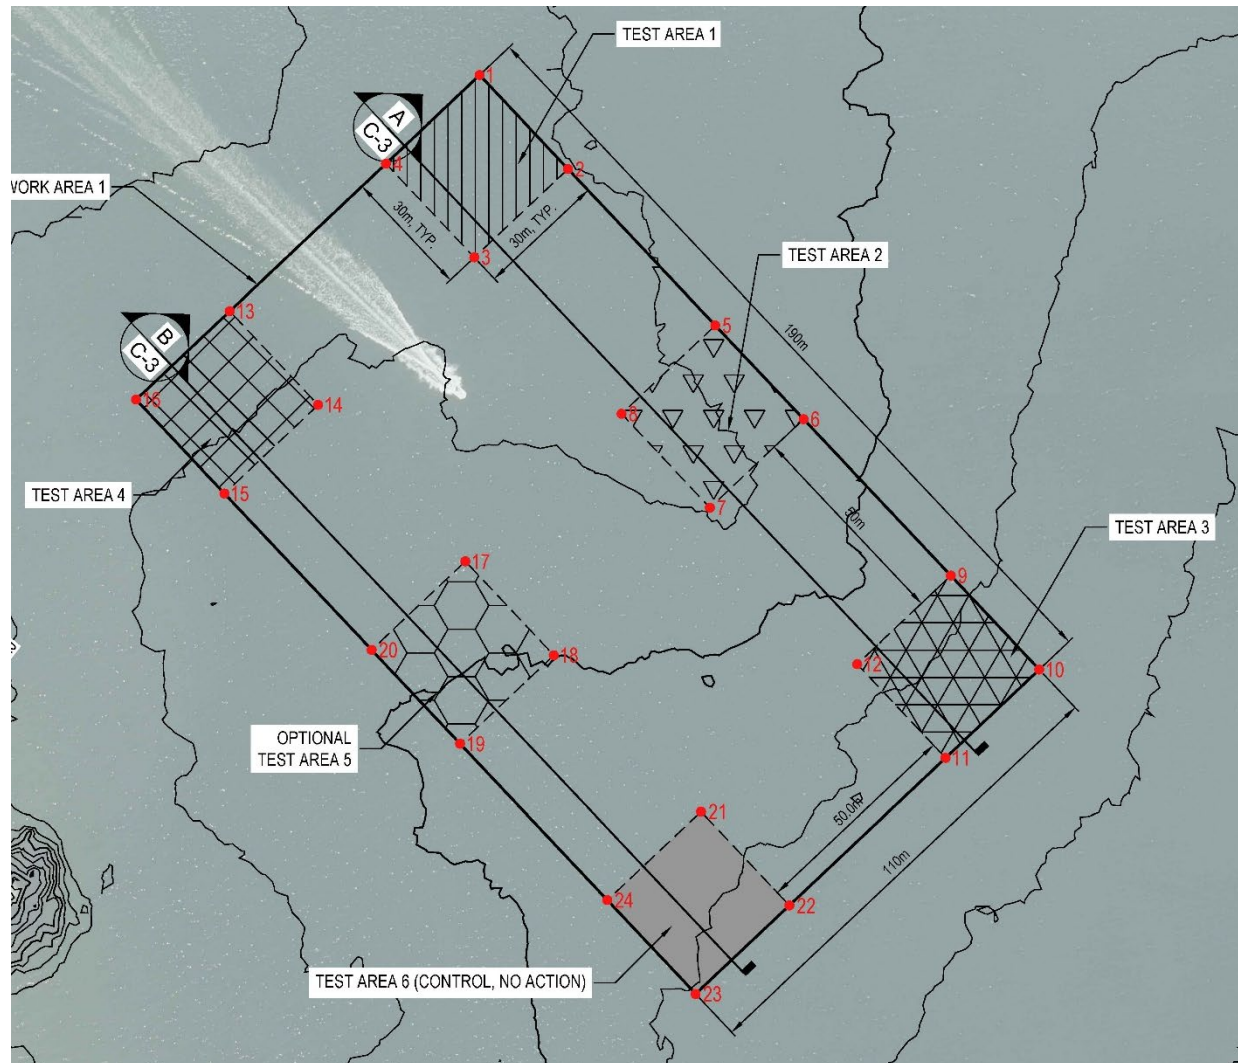 TEST AREA 1
1
A
C-3
4
2
WORK AREA 1
30m, TYP.
30m, TYP.
3
TEST AREA 2
13
5
190m
B
C-3
16
14
8
6
TEST AREA 4
15
7
50m
TEST AREA 3
17
9
20
18
12
10
OPTIONAL
TEST AREA 5
19
11
50.0m
110m
21
24
22
TEST AREA 6 (CONTROL, NO ACTION)
23